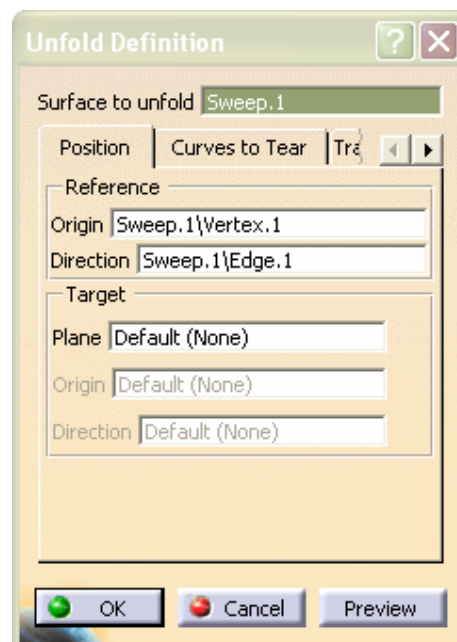 Unfold Definition ?
Surface to unfold Sweep.1
Position Curves to Tear Tra
Reference
Origin Sweep.1\Vertex.1
Direction Sweep.1\Edge.1
Target
Plane Default (None)
Origin Default (None)
Direction Default (None)
OK Cancel Preview